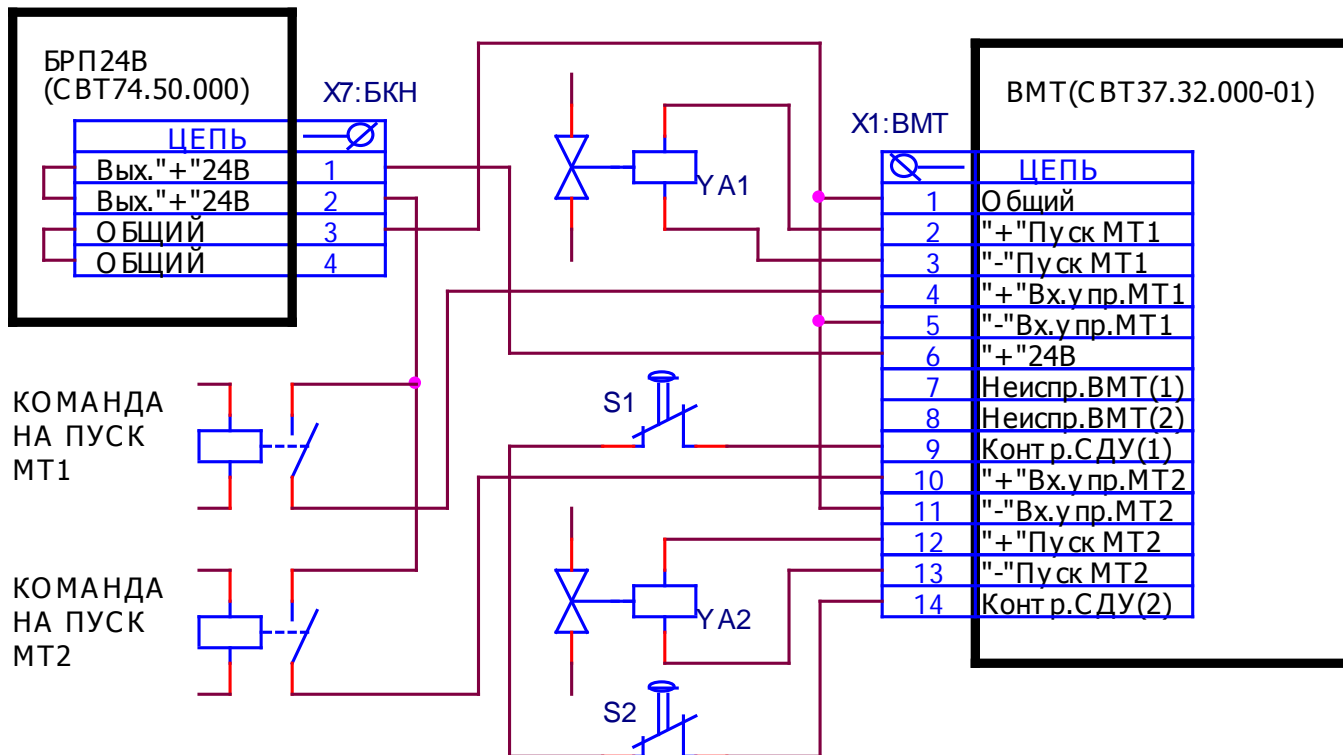 БРП24В
(СВТ74.50.000)
X7:БКН
ЦЕПЬ
Вых."+"24В 1
Вых."+"24В 2
ОБЩИЙ 3
ОБЩИЙ 4
YA1
X1:ВМТ
ВМТ(СВТ37.32.000-01)
ЦЕПЬ
1 Общий
2 "+"Пуск МТ1
3 "-"Пуск МТ1
4 "+"Вх.упр.МТ1
5 "-"Вх.упр.МТ1
6 "+"24В
7 Неиспр.ВМТ(1)
8 Неиспр.ВМТ(2)
9 Контр.СДУ(1)
10 "+"Вх.упр.МТ2
11 "-"Вх.упр.МТ2
12 "+"Пуск МТ2
13 "-"Пуск МТ2
14 Контр.СДУ(2)
КОМАНДА
НА ПУСК
МТ1
S1
КОМАНДА
НА ПУСК
МТ2
YA2
S2